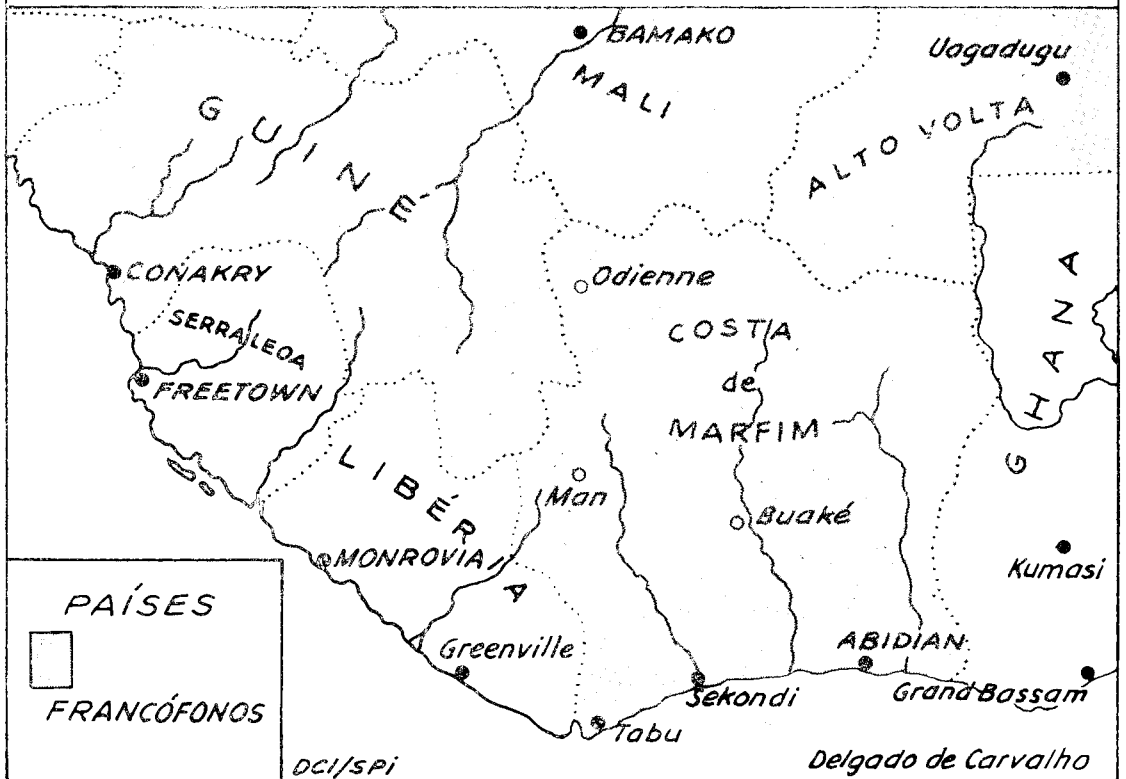 BAMAKO
Uagadugu
MALI
GUINÉ
ALTO VOLTA
CONAKRY
Odienne
SERRA LEOA
COSTA
de
MARFIM
GHANA
FREETOWN
LIBÉRIA
Man
Buaké
MONROVIA
Kumasi
PAÍSES
FRANCÓFONOS
Greenville
ABIDIAN
Sekondi
Grand Bassam
Tabu
DCI/SPi
Delgado de Carvalho